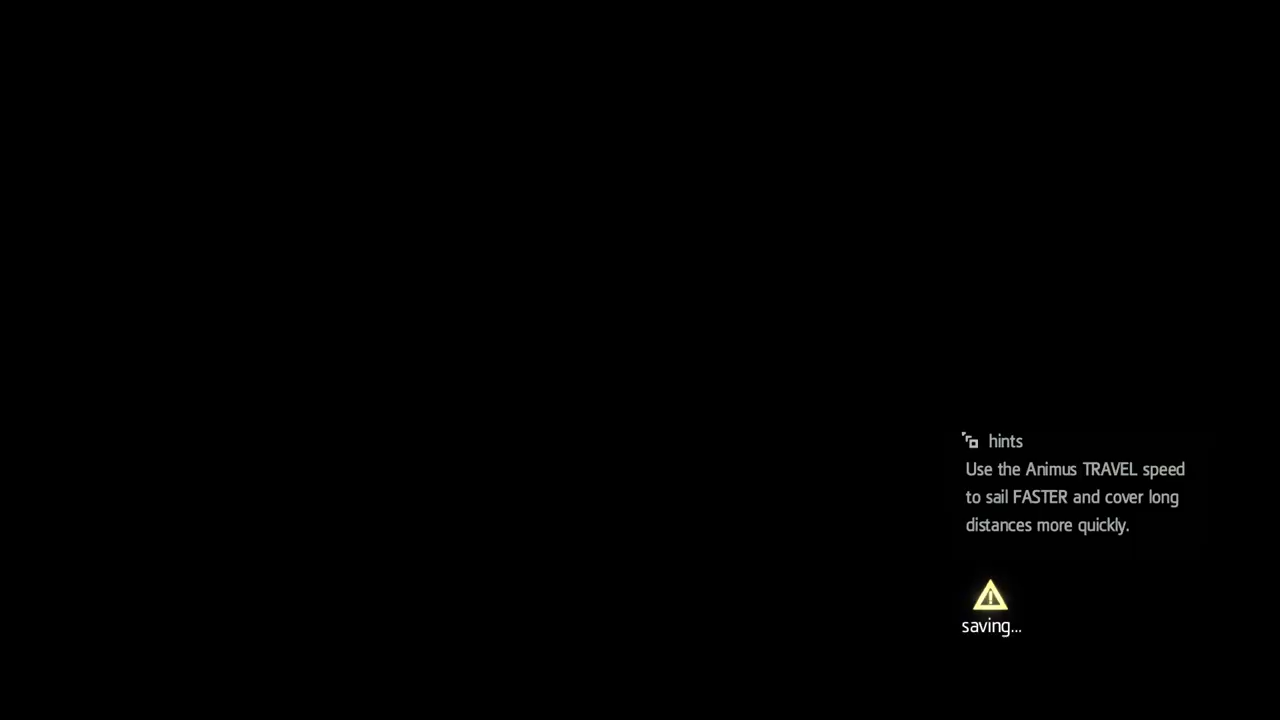 hints
Use the Animus TRAVEL speed
to sail FASTER and cover long
distances more quickly.
saving...